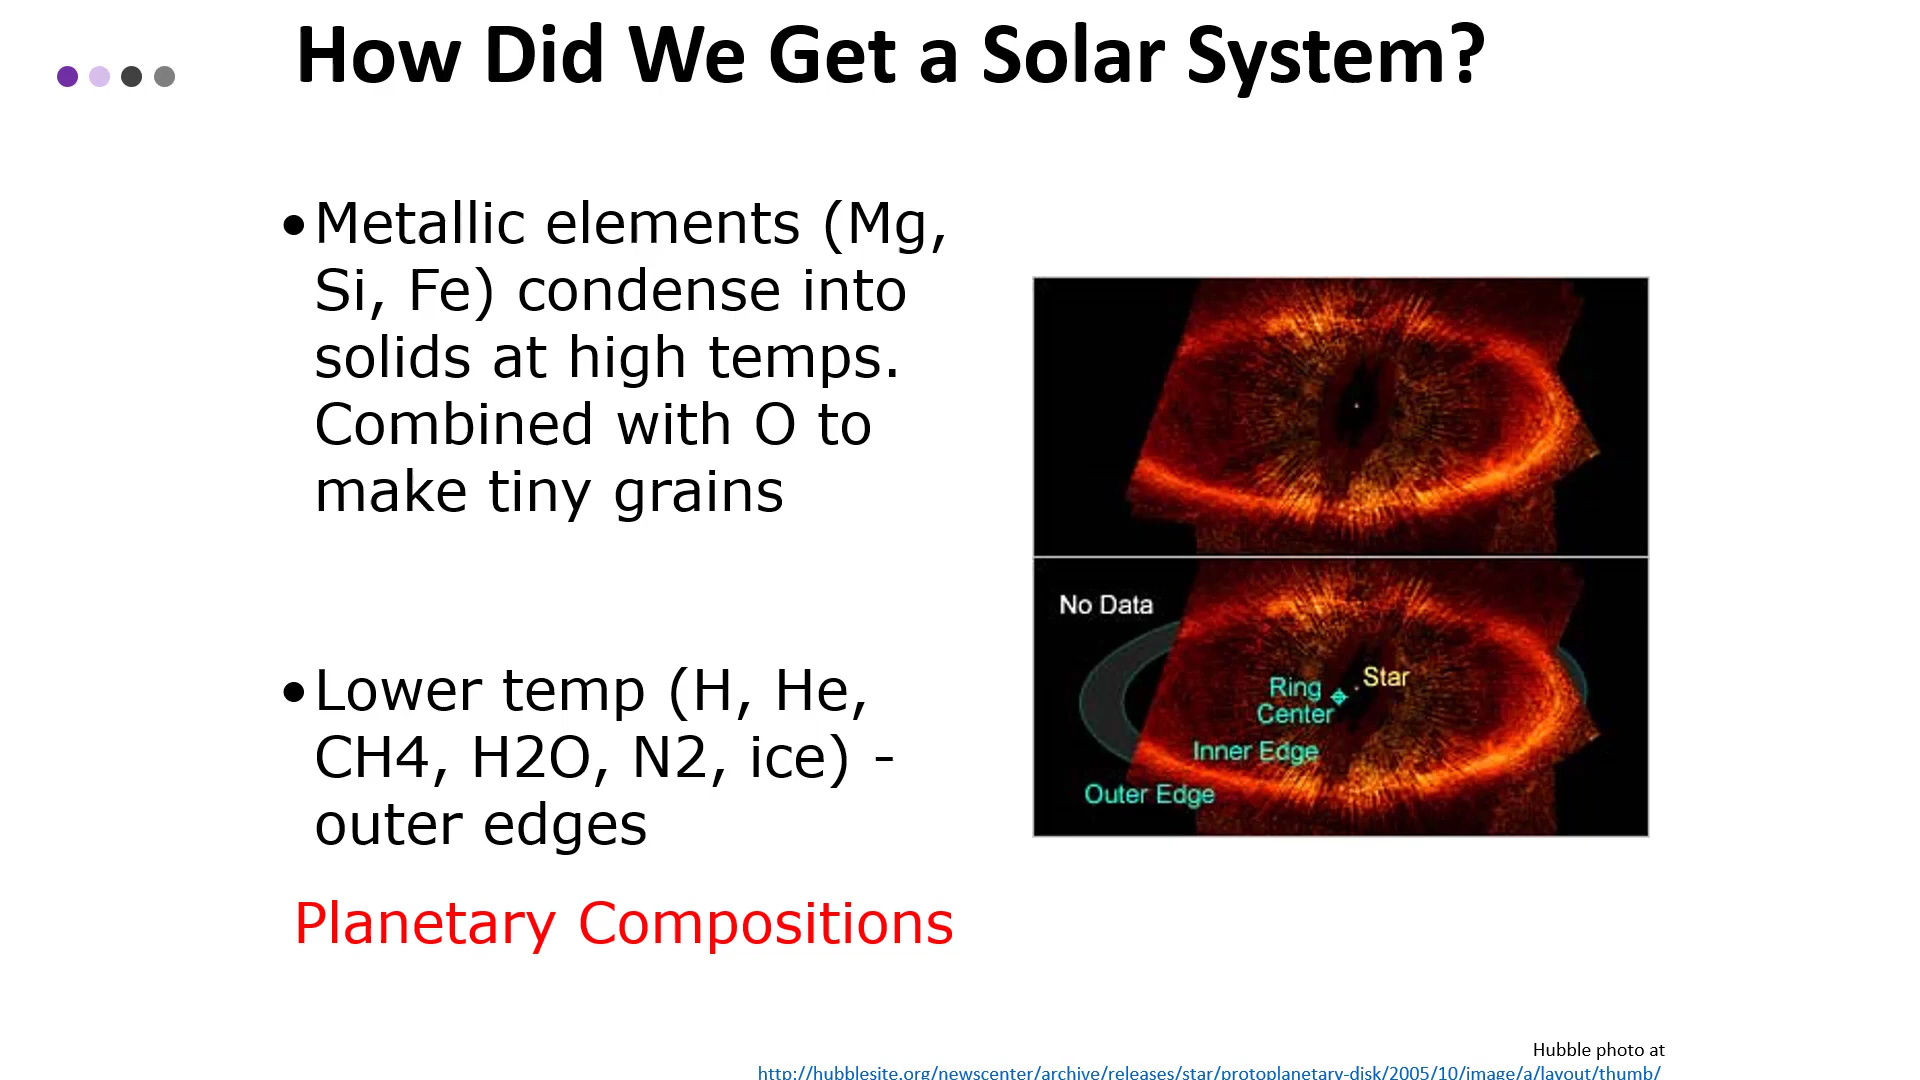 How Did We Get a Solar System?
•Metallic elements (Mg,
Si, Fe) condense into
solids at high temps.
Combined with O to
make tiny grains
•Lower temp (H, He,
CH4, H2O, N2, ice) -
outer edges
Planetary Compositions
No Data
Star
Ring
Center
Inner Edge
Outer Edge
Hubble photo at
http://hubblesite.org/newscenter/archive/releases/star/protoplanetary-disk/2005/10/image/a/layout/thumb/